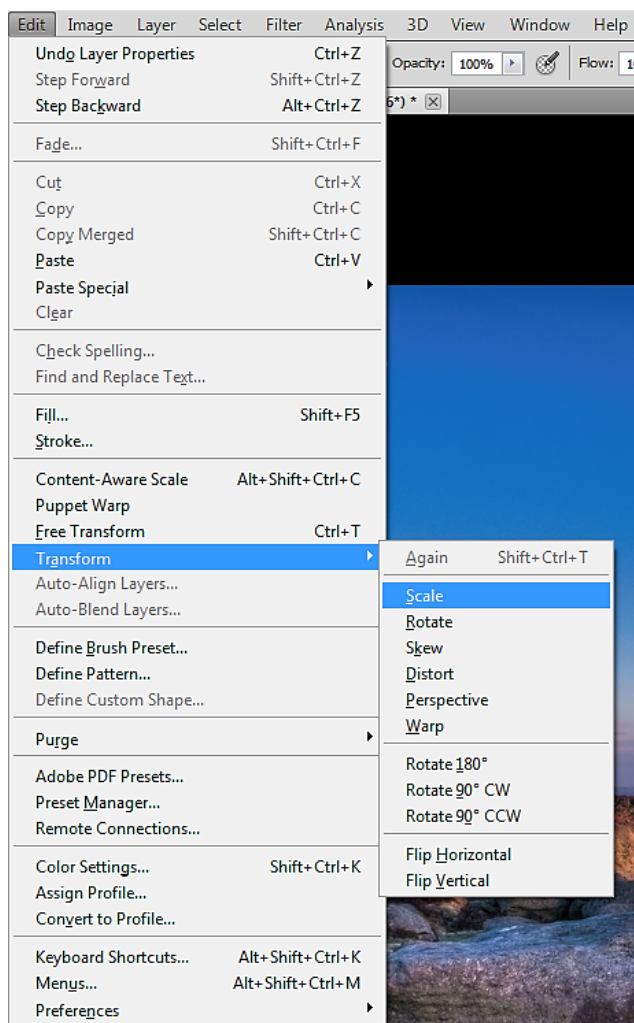 Edit Image Layer Select Filter Analysis 3D View Window Help
Opacity: 100% Flow:
6*) *
Undo Layer Properties Ctrl+Z
Step Forward Shift+Ctrl+Z
Step Backward Alt+Ctrl+Z
Fade... Shift+Ctrl+F
Cut Ctrl+X
Copy Ctrl+C
Copy Merged Shift+Ctrl+C
Paste Ctrl+V
Paste Special
Clear
Check Spelling...
Find and Replace Text...
Fill... Shift+F5
Stroke...
Content-Aware Scale Alt+Shift+Ctrl+C
Puppet Warp
Free Transform Ctrl+T
Transform
Auto-Align Layers...
Auto-Blend Layers...
Define Brush Preset...
Define Pattern...
Define Custom Shape...
Purge
Adobe PDF Presets...
Preset Manager...
Remote Connections...
Color Settings... Shift+Ctrl+K
Assign Profile...
Convert to Profile...
Keyboard Shortcuts... Alt+Shift+Ctrl+K
Menus... Alt+Shift+Ctrl+M
Preferences
Again Shift+Ctrl+T
Scale
Rotate
Skew
Distort
Perspective
Warp
Rotate 180°
Rotate 90° CW
Rotate 90° CCW
Flip Horizontal
Flip Vertical